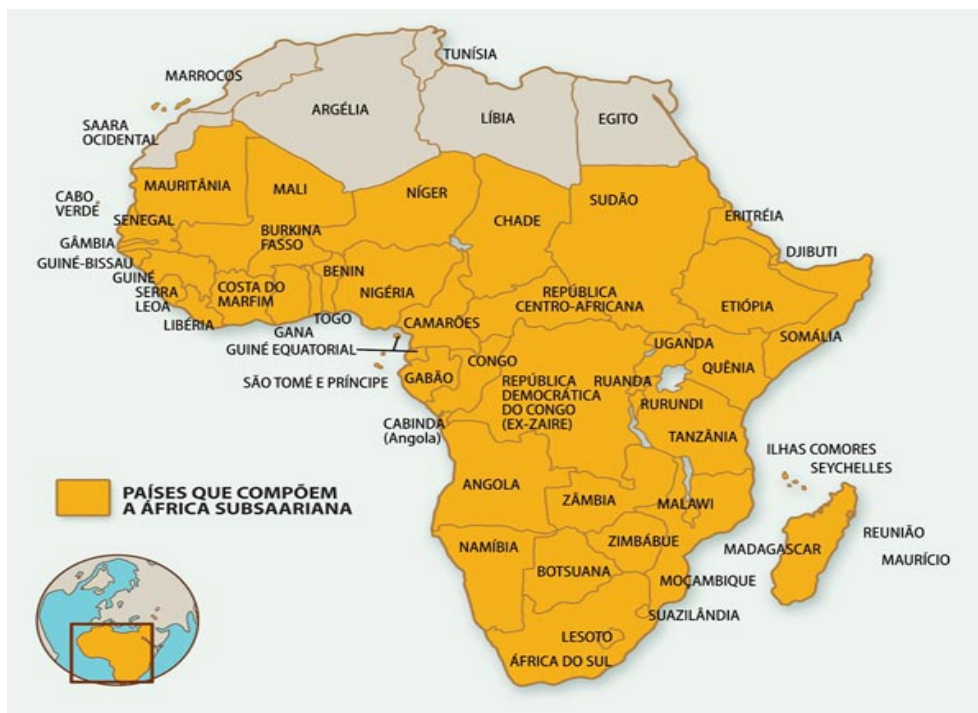 TUNÍSIA
MARROCOS
ARGÉLIA
LÍBIA
EGITO
SAARA
OCIDENTAL
MAURITÂNIA
MALI
NÍGER
CHADE
SUDÃO
CABO
VERDE
SENEGAL
ERITRÉIA
BURKINA
FASSO
GÂMBIA
DJIBUTI
GUINÉ-BISSAU
GUINÉ
BENIN
SERRA
LEOA
COSTA DO
MARFIM
NIGÉRIA
REPÚBLICA
CENTRO-AFRICANA
ETIÓPIA
LIBÉRIA
TOGO
GANA
CAMARÕES
SOMÁLIA
GUINÉ EQUATORIAL
UGANDA
CONGO
QUÊNIA
SÃO TOMÉ E PRÍNCIPE
GABÃO
REPÚBLICA
DEMOCRÁTICA
DO CONGO
(EX-ZAIRE)
RUANDA
RURUNDI
CABINDA
(Angola)
TANZÂNIA
ILHAS COMORES
SEYCHELLES
ANGOLA
ZÂMBIA
MALAWI
PAÍSES QUE COMPÕEM
A ÁFRICA SUBSAARIANA
NAMÍBIA
ZIMBÁBUE
MADAGASCAR
REUNIÃO
MAURÍCIO
BOTSUANA
MOÇAMBIQUE
SUAZILÂNDIA
LESOTO
ÁFRICA DO SUL